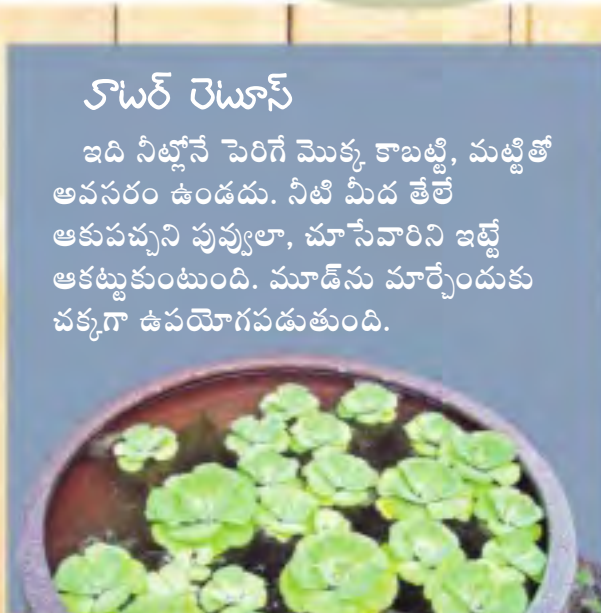 వాటర్ లెటూస్
ఇది నీట్లోనే పెరిగే మొక్క కాబట్టి, మట్టితో
అవసరం ఉండదు. నీటి మీద తేలే
ఆకుపచ్చని పువ్వులా, చూసేవారిని ఇట్టే
ఆకట్టుకుంటుంది. మూడ్‌ను మార్చేందుకు
చక్కగా ఉపయోగపడుతుంది.